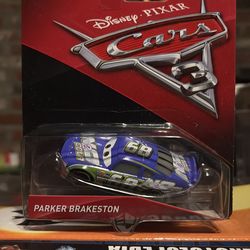 DISNEY · PIXAR
Cars
3
68
PARKER BRAKESTON